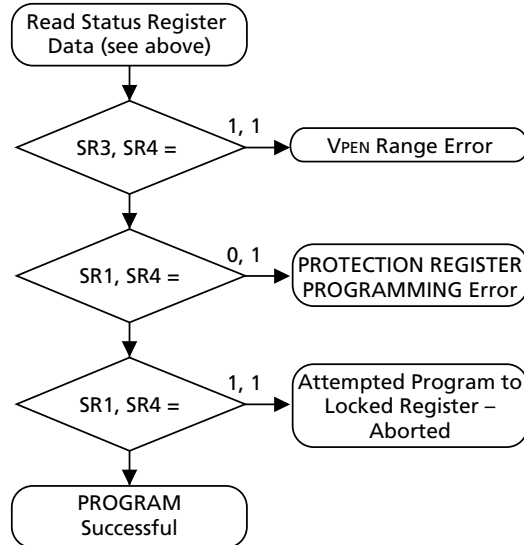 Read Status Register
Data (see above)
1, 1
SR3, SR4 =
VPEN Range Error
0, 1
SR1, SR4 =
PROTECTION REGISTER
PROGRAMMING Error
1, 1
SR1, SR4 =
Attempted Program to
Locked Register –
Aborted
PROGRAM
Successful